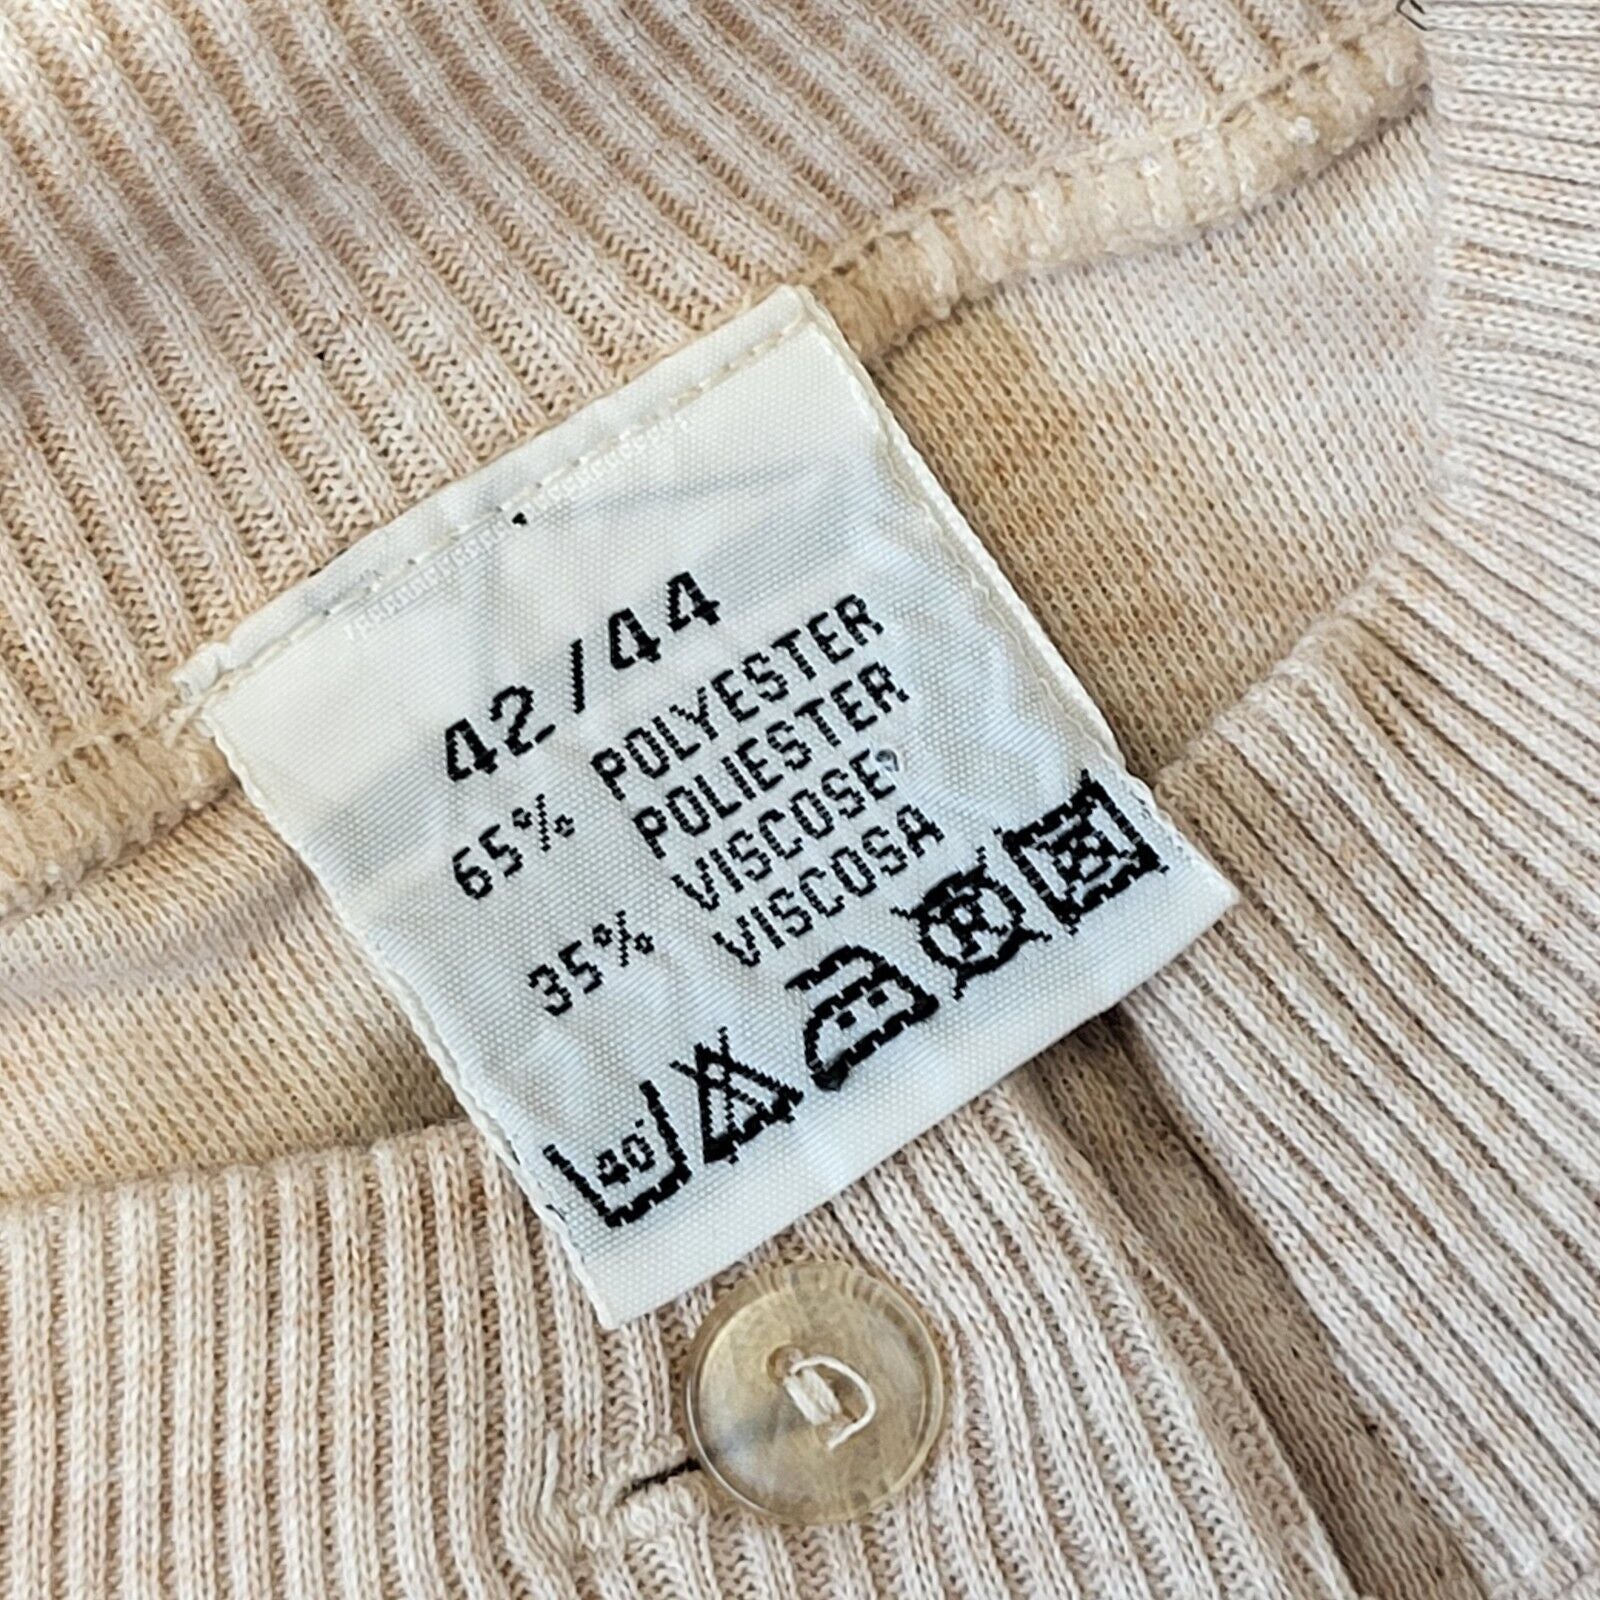 42/44
65% POLYESTER
POLIESTER
35% VISCOSE
VISCOSA
40°